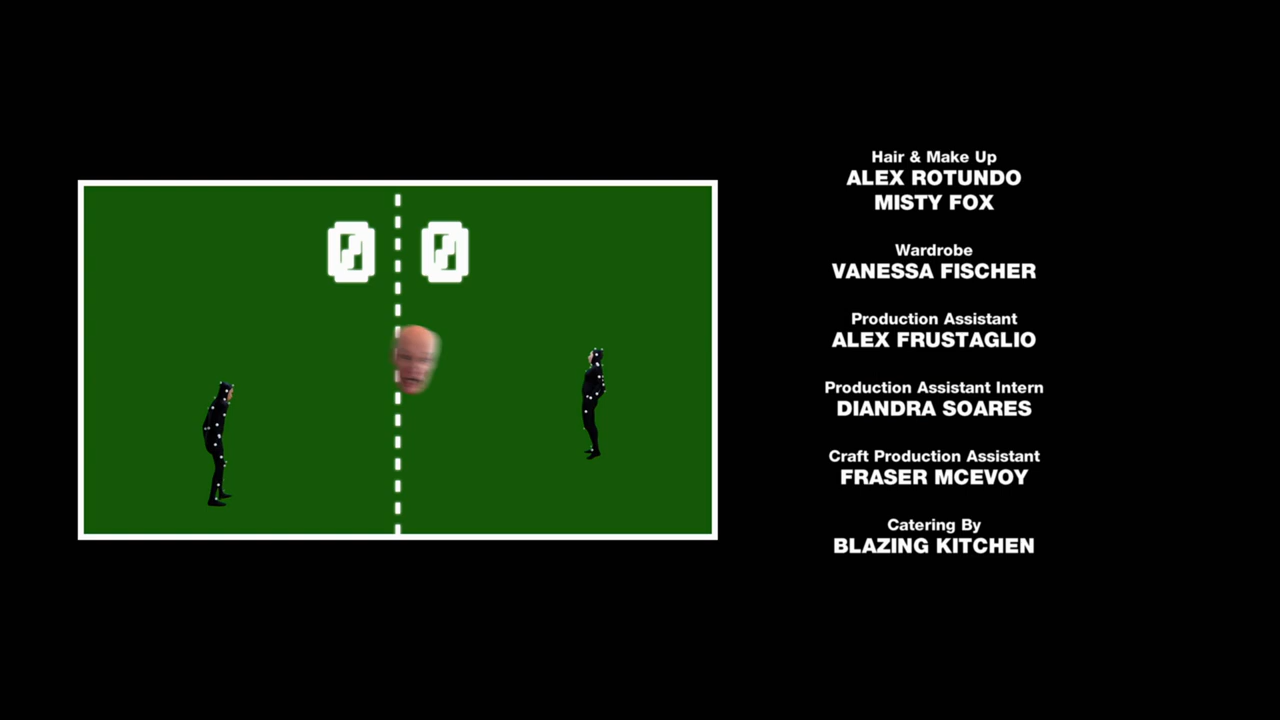 0 0
Hair & Make Up
ALEX ROTUNDO
MISTY FOX
Wardrobe
VANESSA FISCHER
Production Assistant
ALEX FRUSTAGLIO
Production Assistant Intern
DIANDRA SOARES
Craft Production Assistant
FRASER MCEVOY
Catering By
BLAZING KITCHEN